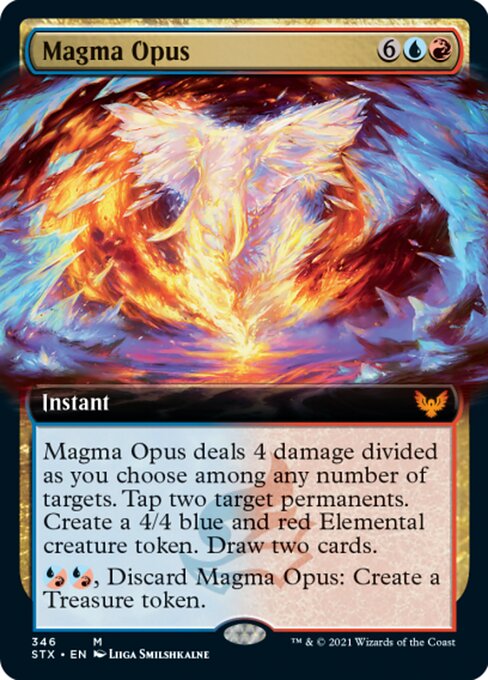 Magma Opus 6
Instant
Magma Opus deals 4 damage divided
as you choose among any number of
targets. Tap two target permanents.
Create a 4/4 blue and red Elemental
creature token. Draw two cards.
, Discard Magma Opus: Create a
Treasure token.
346 M
STX • EN Liiga Smilshkalne
™ & © 2021 Wizards of the Coast